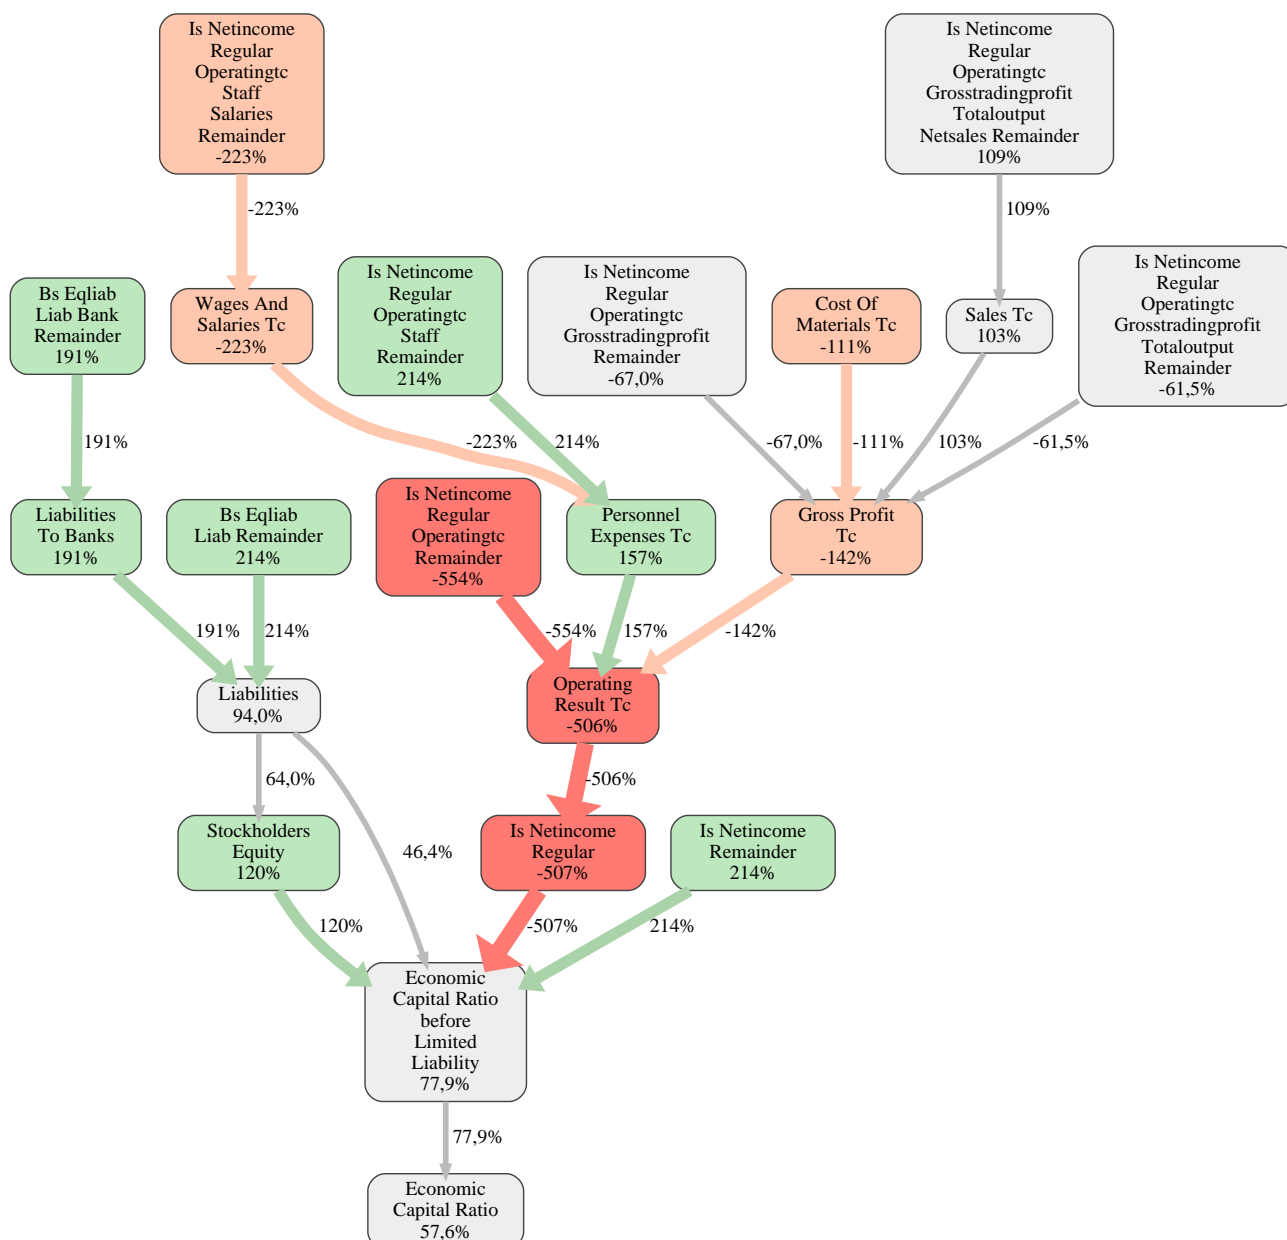 Is Netincome
Regular
Operatingtc
Staff
Salaries
Remainder
-223%
Is Netincome
Regular
Operatingtc
Grosstradingprofit
Totaloutput
Netsales Remainder
109%
-223%
109%
Bs Eqliab
Liab Bank
Remainder
191%
Wages And
Salaries Tc
-223%
Is Netincome
Regular
Operatingtc
Staff
Remainder
214%
Is Netincome
Regular
Operatingtc
Grosstradingprofit
Remainder
-67,0%
Cost Of
Materials Tc
-111%
Sales Tc
103%
Is Netincome
Regular
Operatingtc
Grosstradingprofit
Totaloutput
Remainder
-61,5%
191%
-223%
214%
-67,0%
-111%
103%
-61,5%
Liabilities
To Banks
191%
Bs Eqliab
Liab Remainder
214%
Is Netincome
Regular
Operatingtc
Remainder
-554%
Personnel
Expenses Tc
157%
Gross Profit
Tc
-142%
191%
214%
-554%
157%
-142%
Liabilities
94,0%
Operating
Result Tc
-506%
64,0%
46,4%
-506%
Stockholders
Equity
120%
Is Netincome
Regular
-507%
Is Netincome
Remainder
214%
120%
-507%
214%
Economic
Capital Ratio
before
Limited
Liability
77,9%
77,9%
Economic
Capital Ratio
57,6%